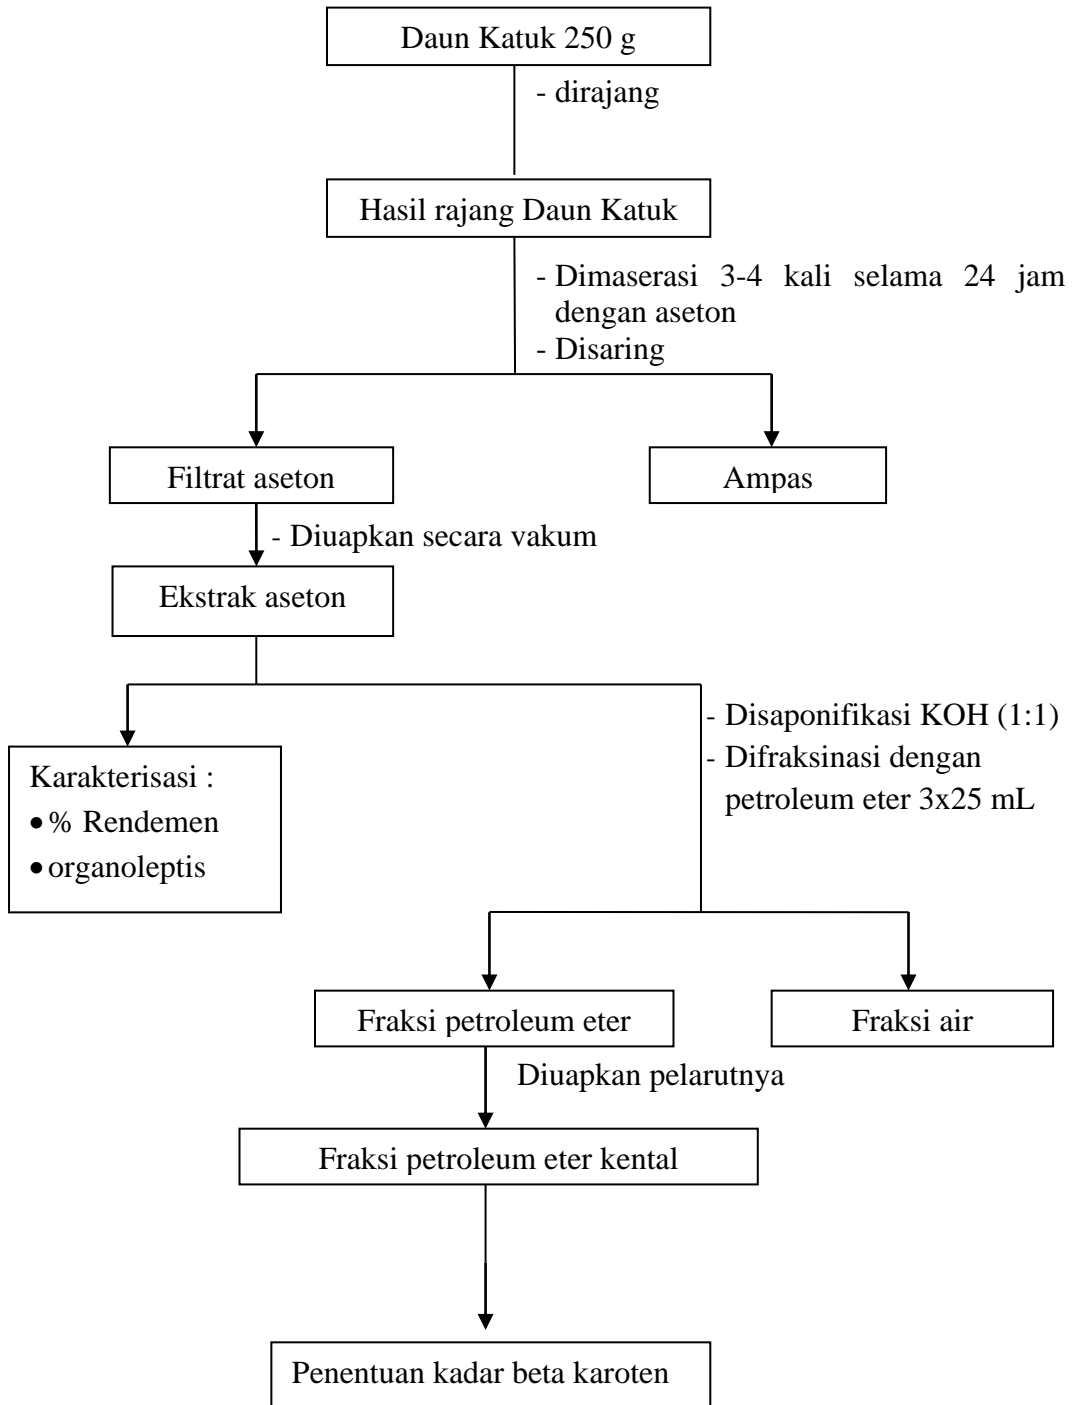 Daun Katuk 250 g
- dirajang
Hasil rajang Daun Katuk
- Dimaserasi 3-4 kali selama 24 jam
dengan aseton
- Disaring
Filtrat aseton
Ampas
- Diuapkan secara vakum
Ekstrak aseton
- Disaponifikasi KOH (1:1)
- Difraksinasi dengan
petroleum eter 3x25 mL
Karakterisasi :
• % Rendemen
• organoleptis
Fraksi petroleum eter
Fraksi air
Diuapkan pelarutnya
Fraksi petroleum eter kental
Penentuan kadar beta karoten